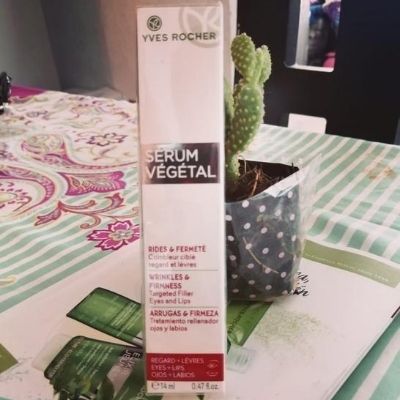 YVES ROCHER
SÉRUM
VÉGÉTAL
RIDES & FERMETÉ
Combleur ciblé
regard et lèvres
WRINKLES &
FIRMNESS
Targeted Filler
Eyes and Lips
ARRUGAS & FIRMEZA
Tratamiento rellenador
ojos y labios
REGARD + LÈVRES
EYES + LIPS
OJOS + LABIOS
e 14 ml 0.47 fl.oz.